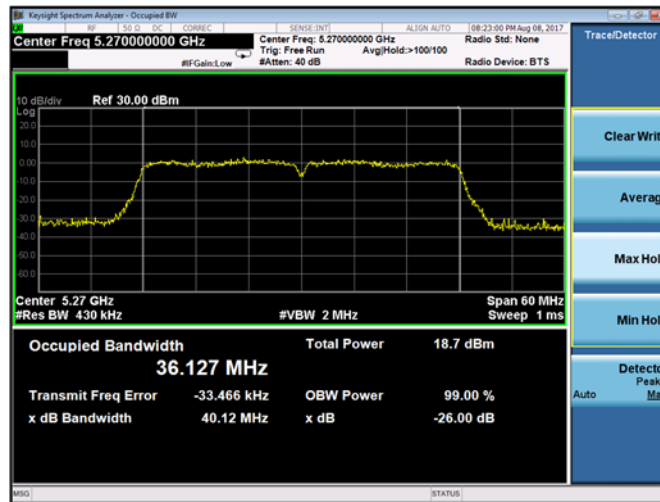 Keysight Spectrum Analyzer - Occupied BW
RF 50 Ω DC CORREC SENSE:INT ALIGN AUTO 08:23:00 PM Aug 08, 2017
Center Freq 5.270000000 GHz
Center Freq: 5.270000000 GHz
Radio Std: None
Trig: Free Run Avg|Hold:>100/100
#IFGain:Low
#Atten: 40 dB
Radio Device: BTS
Trace/Detector
10 dB/div Ref 30.00 dBm
Log
20.0
10.0
0.00
-10.0
-20.0
-30.0
-40.0
-50.0
-60.0
Clear Writ
Averag
Max Hol
Min Hol
Center 5.27 GHz Span 60 MHz
#Res BW 430 kHz #VBW 2 MHz Sweep 1 ms
Occupied Bandwidth Total Power 18.7 dBm
36.127 MHz
Transmit Freq Error -33.466 kHz OBW Power 99.00 %
x dB Bandwidth 40.12 MHz x dB -26.00 dB
Detecto
Peak
Auto Ma
MSG STATUS